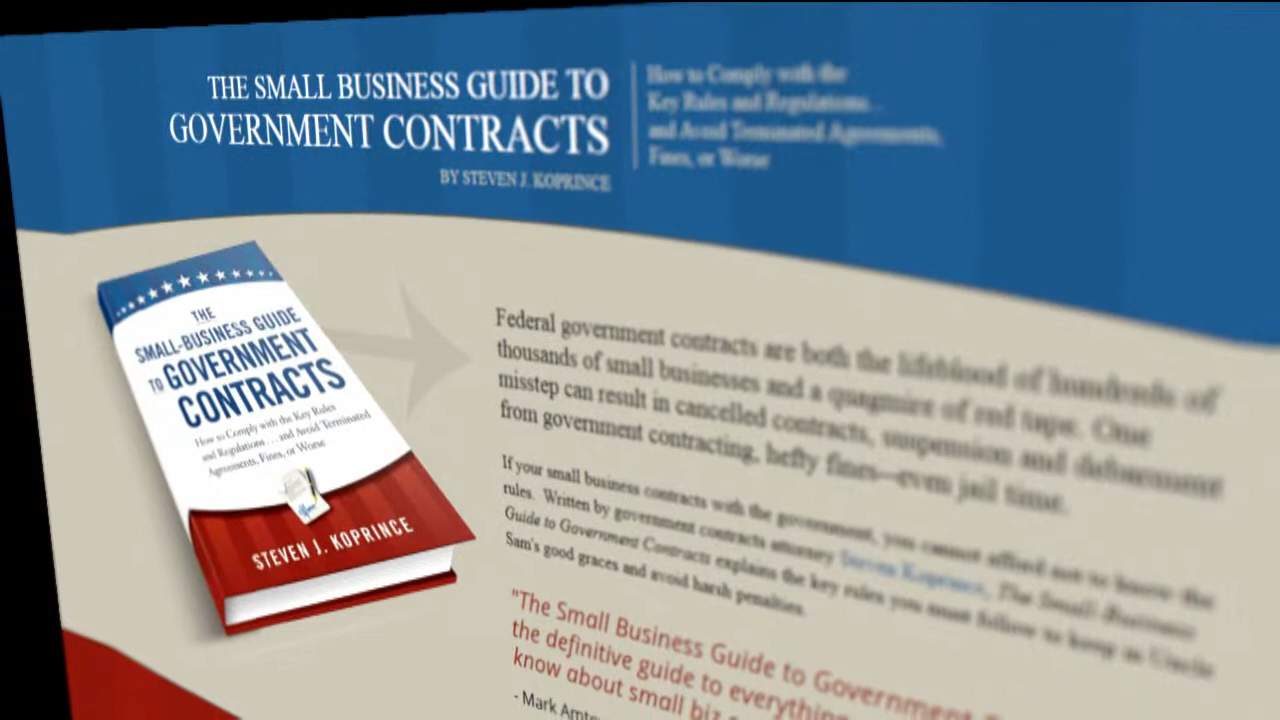 THE SMALL BUSINESS GUIDE TO
GOVERNMENT CONTRACTS
BY STEVEN J. KOPRINCE
How to Comply with the
Key Rules and Regulations...
and Avoid Terminated Agreements,
Fines, or Worse
THE
SMALL-BUSINESS GUIDE
TO GOVERNMENT
CONTRACTS
How to Comply with the Key Rules
and Regulations . . . and Avoid Terminated
Agreements, Fines, or Worse
STEVEN J. KOPRINCE
Federal government contracts are both the lifeblood of hundreds of
thousands of small businesses and a quagmire of red tape. One
misstep can result in cancelled contracts, suspension and debarment
from government contracting, hefty fines—even jail time.
If your small business contracts with the government, you cannot afford not to know the
rules. Written by government contracts attorney Steven Koprince, The Small-Business
Guide to Government Contracts explains the key rules you must follow to keep in Uncle
Sam's good graces and avoid harsh penalties.
"The Small Business Guide to Government
the definitive guide to everything
know about small biz
- Mark